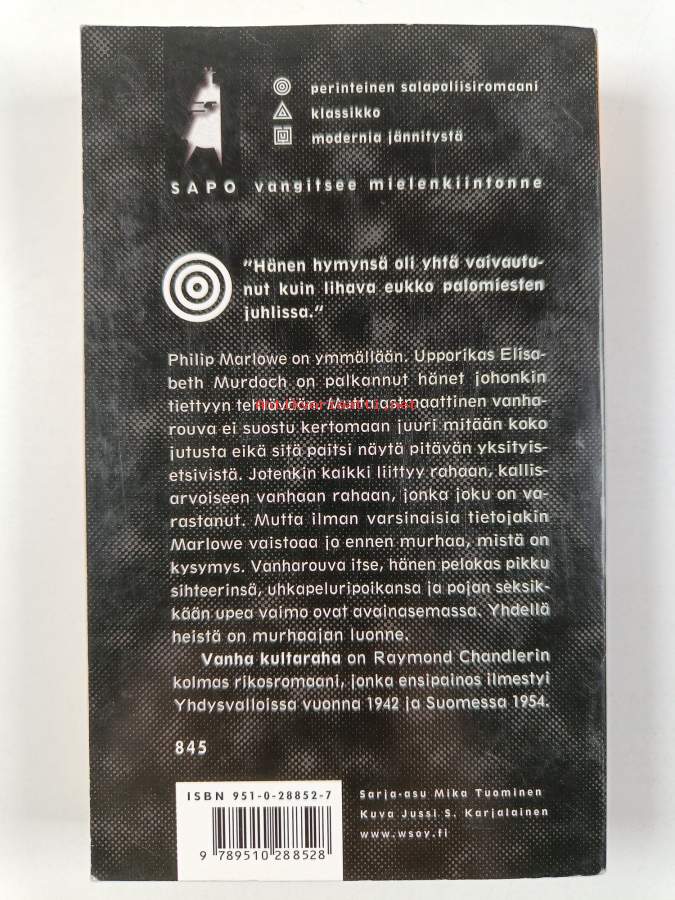 perinteinen salapoliisiromaani
klassikko
modernia jännitystä
SAPO vangitsee mielenkiintonne
"Hänen hymynsä oli yhtä vaivautu-
nut kuin lihava eukko palomiesten
juhlissa."
Philip Marlowe on ymmällään. Upporikas Elisa-
beth Murdoch on palkannut hänet johonkin
tiettyyn tehtävään. Mutta astmaattinen vanha-
rouva ei suostu kertomaan juuri mitään koko
jutusta eikä sitä paitsi näytä pitävän yksityis-
etsivistä. Jotenkin kaikki liittyy rahaan, kallis-
arvoiseen vanhaan rahaan, jonka joku on va-
rastanut. Mutta ilman varsinaisia tietojakin
Marlowe vaistoaa jo ennen murhaa, mistä on
kysymys. Vanharouva itse, hänen pelokas pikku
sihteerinsä, uhkapeluripoikansa ja pojan seksik-
kään upea vaimo ovat avainasemassa. Yhdellä
heistä on murhaajan luonne.
Vanha kultaraha on Raymond Chandlerin
kolmas rikosromaani, jonka ensipainos ilmestyi
Yhdysvalloissa vuonna 1942 ja Suomessa 1954.
845
ISBN 951-0-28852-7
9 789510 288528
Sarja-asu Mika Tuominen
Kuva Jussi S. Karjalainen
www.wsoy.fi